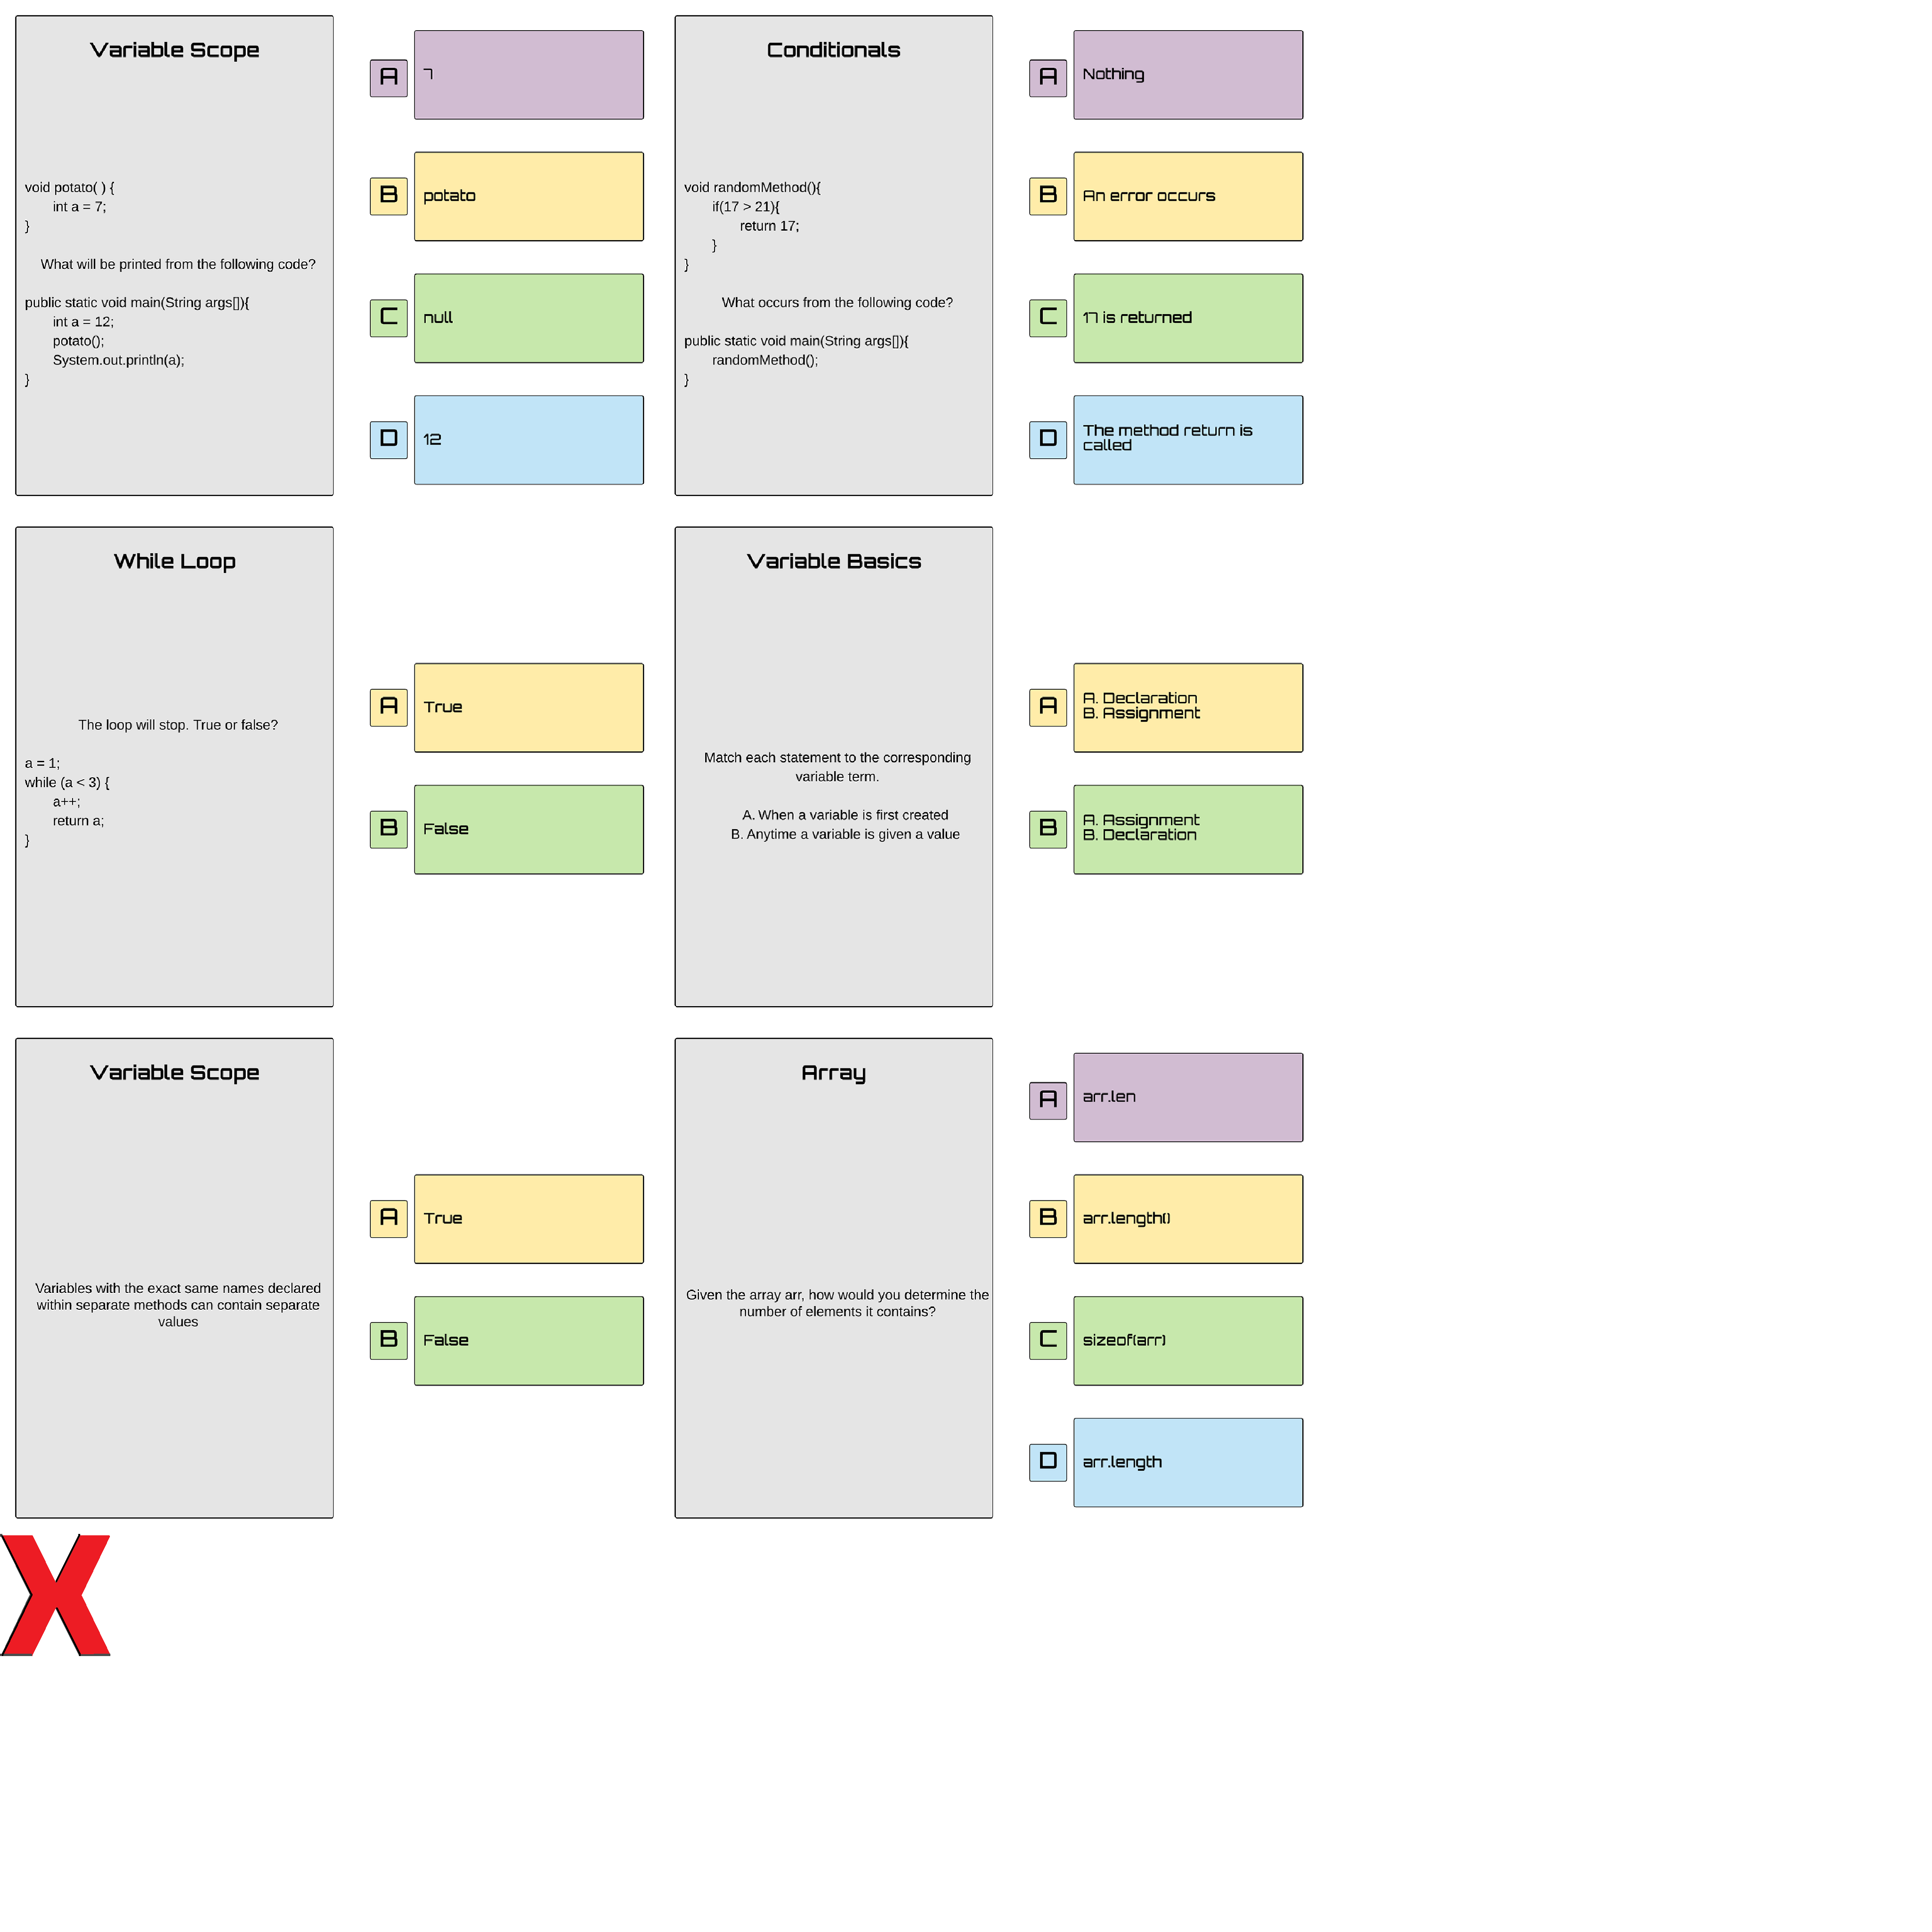 Variable Scope
void potato( ) {
int a = 7;
}
What will be printed from the following code?
public static void main(String args[]){
int a = 12;
potato();
System.out.println(a);
}
A
7
B
potato
C
null
D
12
Conditionals
void randomMethod(){
if(17 > 21){
return 17;
}
}
What occurs from the following code?
public static void main(String args[]){
randomMethod();
}
A
Nothing
B
An error occurs
C
17 is returned
D
The method return is
called
While Loop
The loop will stop. True or false?
a = 1;
while (a < 3) {
a++;
return a;
}
A
True
B
False
Variable Basics
Match each statement to the corresponding
variable term.
A. When a variable is first created
B. Anytime a variable is given a value
A
A. Declaration
B. Assignment
B
A. Assignment
B. Declaration
Variable Scope
Variables with the exact same names declared
within separate methods can contain separate
values
A
True
B
False
Array
Given the array arr, how would you determine the
number of elements it contains?
A
arr.len
B
arr.length()
C
sizeof(arr)
D
arr.length
X